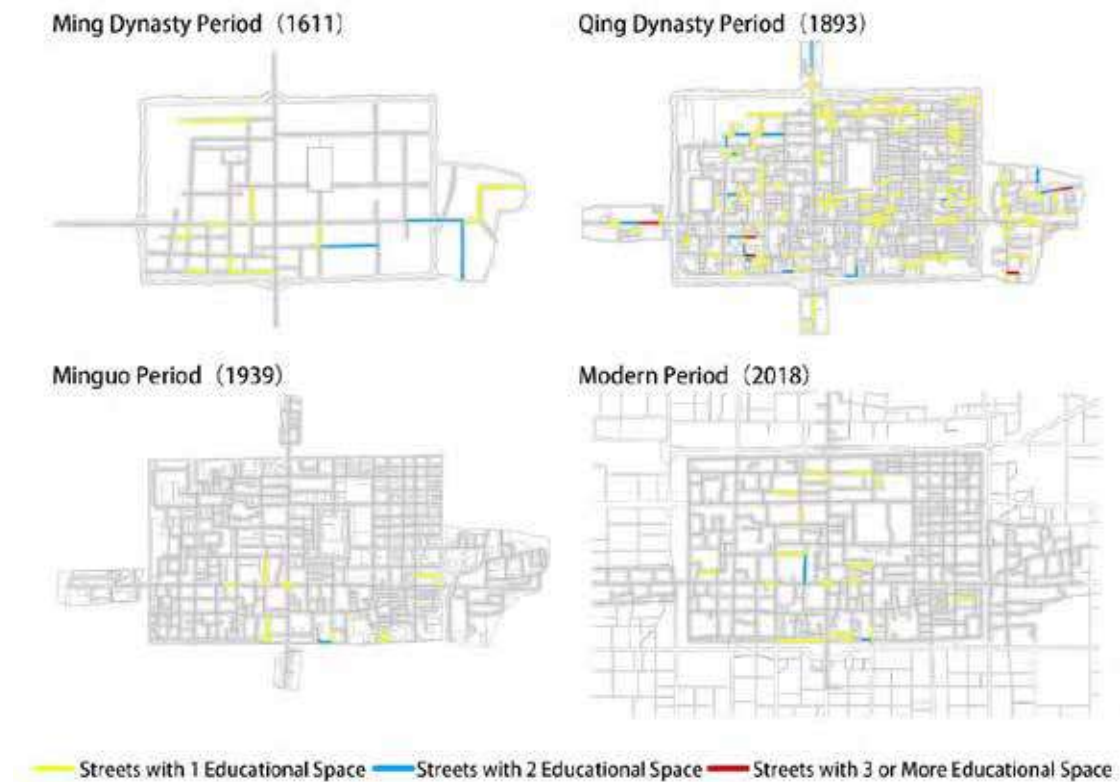 Ming Dynasty Period（1611）
Qing Dynasty Period（1893）
Minguo Period（1939）
Modern Period（2018）
Streets with 1 Educational Space
Streets with 2 Educational Space
Streets with 3 or More Educational Space